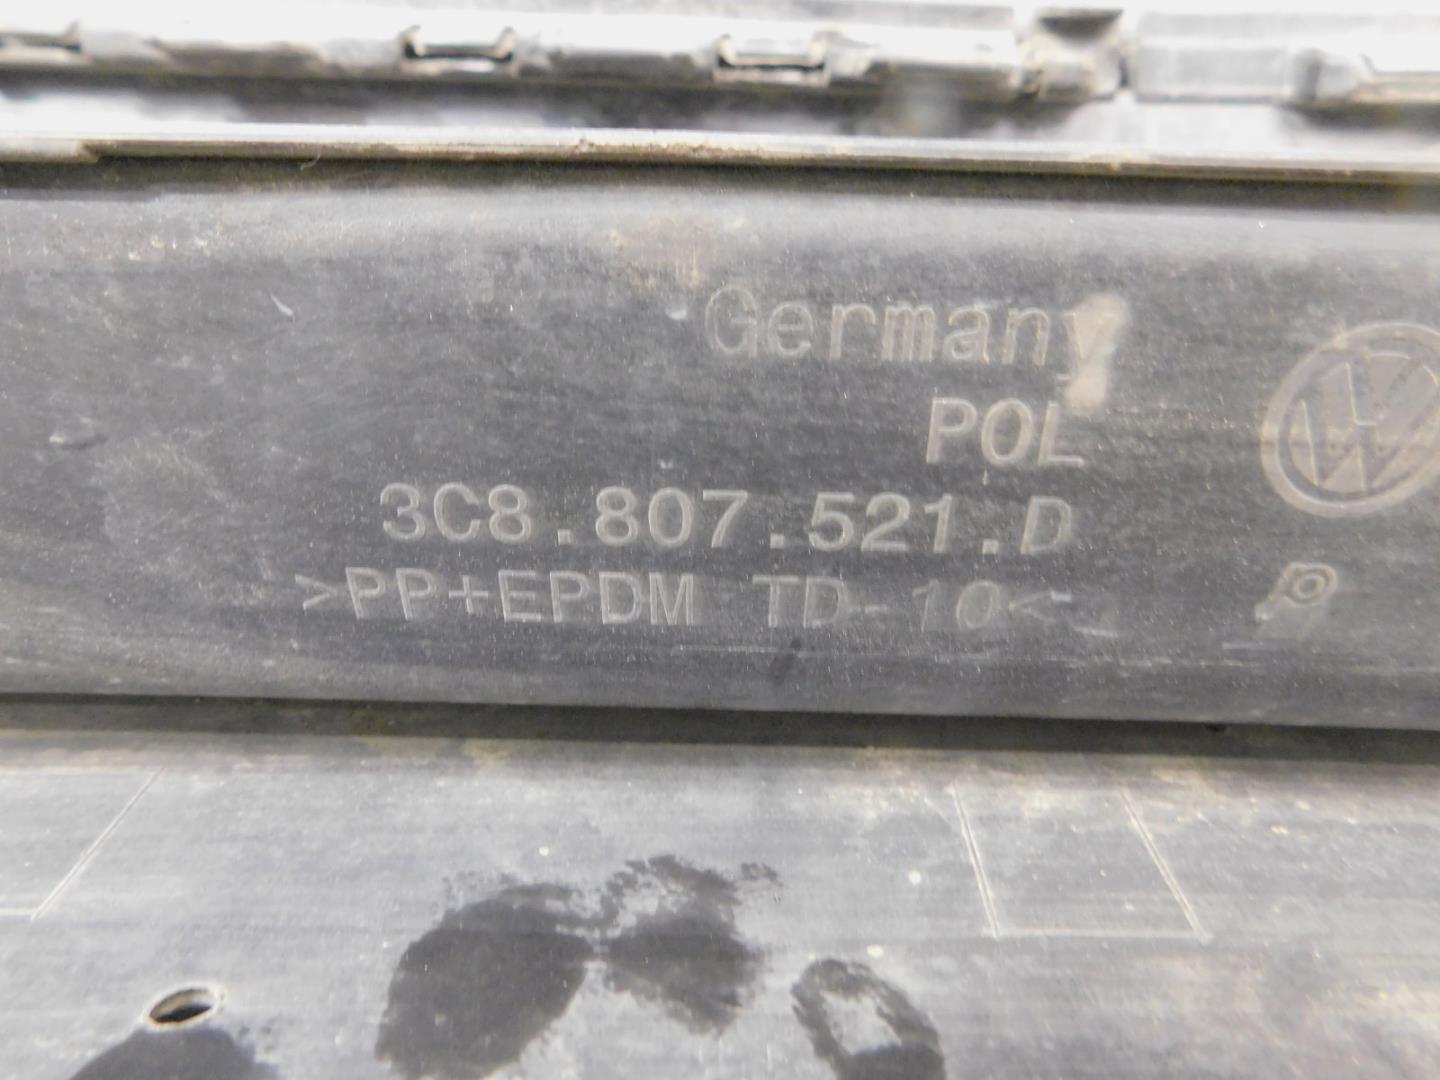 Germany
POL
3C8.807.521.D
>PP+EPDM TD-10<